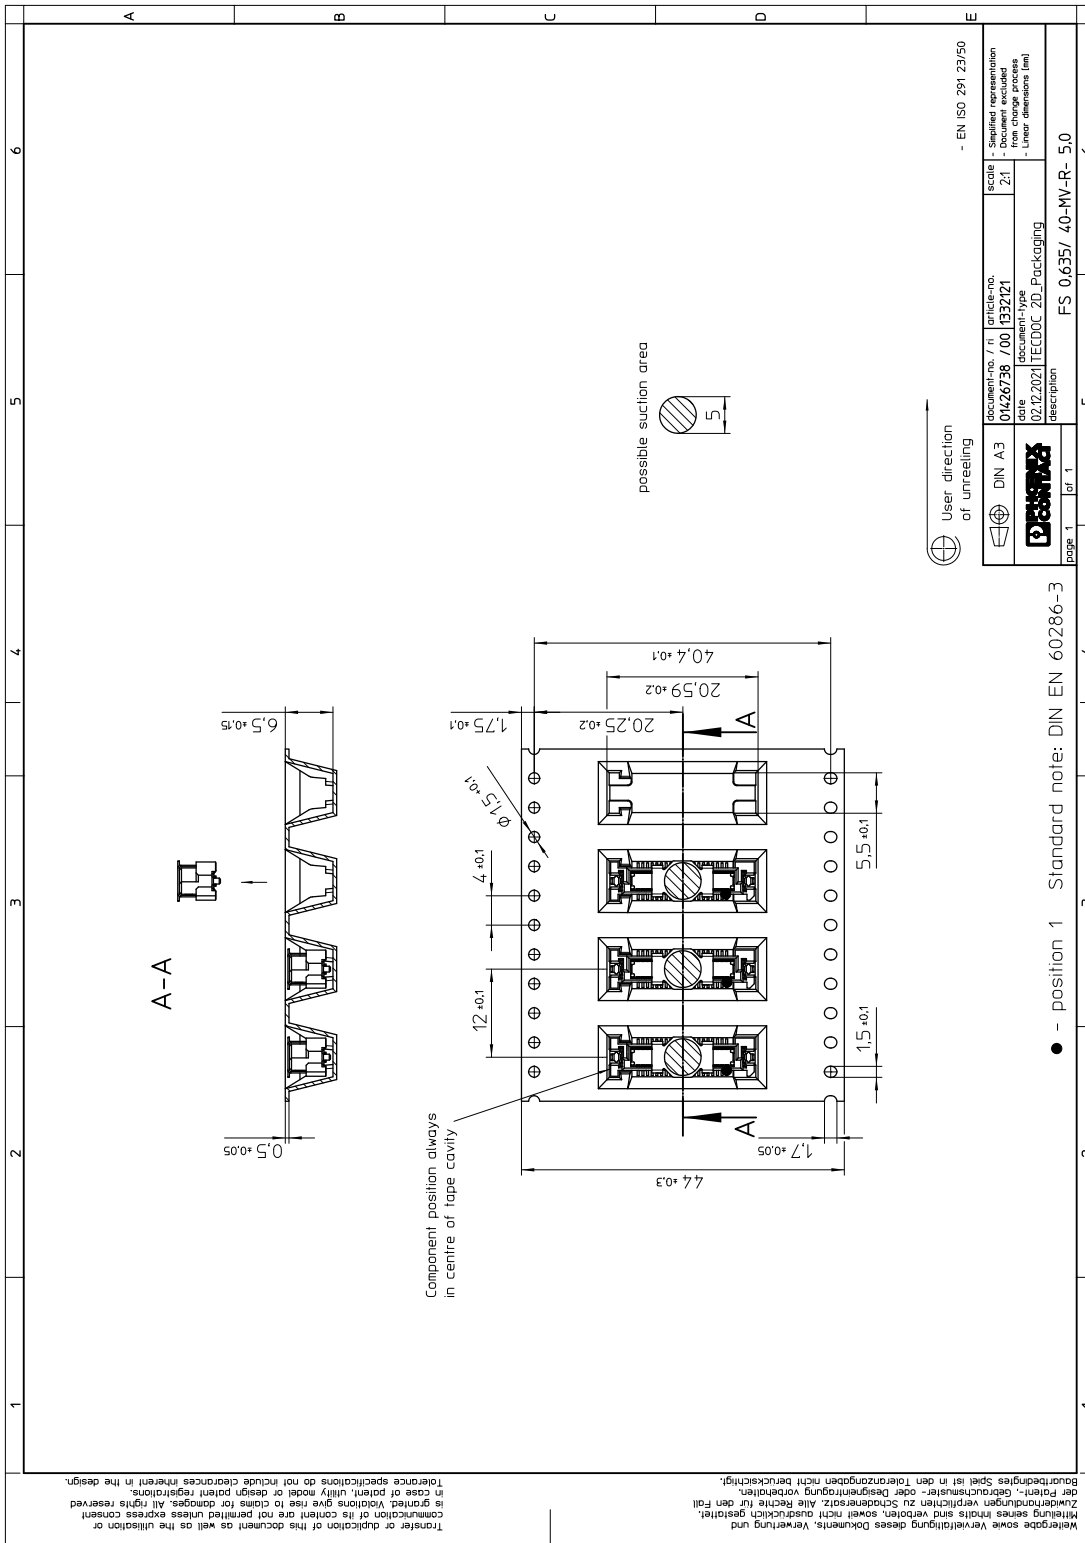 1
2
3
4
5
6
A
B
C
D
E
A-A
6,5 ±0,15
0,5 ±0,05
Component position always
in centre of tape cavity
12 ±0,1
4 ±0,1
Ø 1,5 ±0,1
1,75 ±0,1
20,25 ±0,2
20,59 ±0,2
40,4 ±0,1
44 ±0,3
1,7 ±0,05
1,5 ±0,1
5,5 ±0,1
A
A
possible suction area
5
User direction
of unreeling
- EN ISO 291 23/50
● - position 1 Standard note: DIN EN 60286-3
DIN A3
PHOENIX
CONTACT
page 1 of 1
document-no. / ri
01426738 / 00
article-no.
1332121
scale
2:1
- Simplified representation
- Document excluded
from change process
- Linear dimensions [mm]
date
02.12.2021
document-type
TECDOC 2D_Packaging
description
FS 0,635/ 40-MV-R- 5,0
1
2
3
4
5
6
Transfer or duplication of this document as well as the utilisation or
communication of its content are not permitted unless express consent
is granted. Violations give rise to claims for damages. All rights reserved
in case of patent, utility model or design patent registrations.
Tolerance specifications do not include clearances inherent in the design.
Weitergabe sowie Vervielfältigung dieses Dokuments, Verwertung und
Mitteilung seines Inhalts sind verboten, soweit nicht ausdrücklich gestattet.
Zuwiderhandlungen verpflichten zu Schadenersatz. Alle Rechte für den Fall
der Patent-, Gebrauchsmuster- oder Designeintragung vorbehalten.
Bauartbedingtes Spiel ist in den Toleranzangaben nicht berücksichtigt.